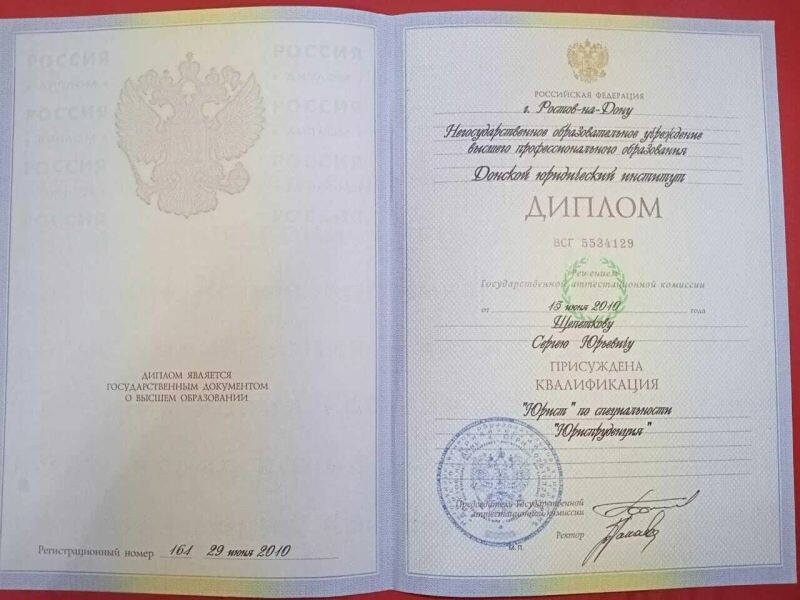 РОССИЯ
РОССИЯ
ДИПЛОМ ЯВЛЯЕТСЯ
ГОСУДАРСТВЕННЫМ ДОКУМЕНТОМ
О ВЫСШЕМ ОБРАЗОВАНИИ
Регистрационный номер 161 29 июня 2010
РОССИЙСКАЯ ФЕДЕРАЦИЯ
г. Ростов-на-Дону
Негосударственное образовательное учреждение
высшего профессионального образования
Донской юридический институт
ДИПЛОМ
ВСГ 5534129
Решением
Государственной аттестационной комиссии
от 15 июня 2010 года
Щепеткову
Сергею Юрьевичу
ПРИСУЖДЕНА
КВАЛИФИКАЦИЯ
"Юрист" по специальности
"Юриспруденция"
Председатель Государственной
аттестационной комиссии
Ректор
М.П.